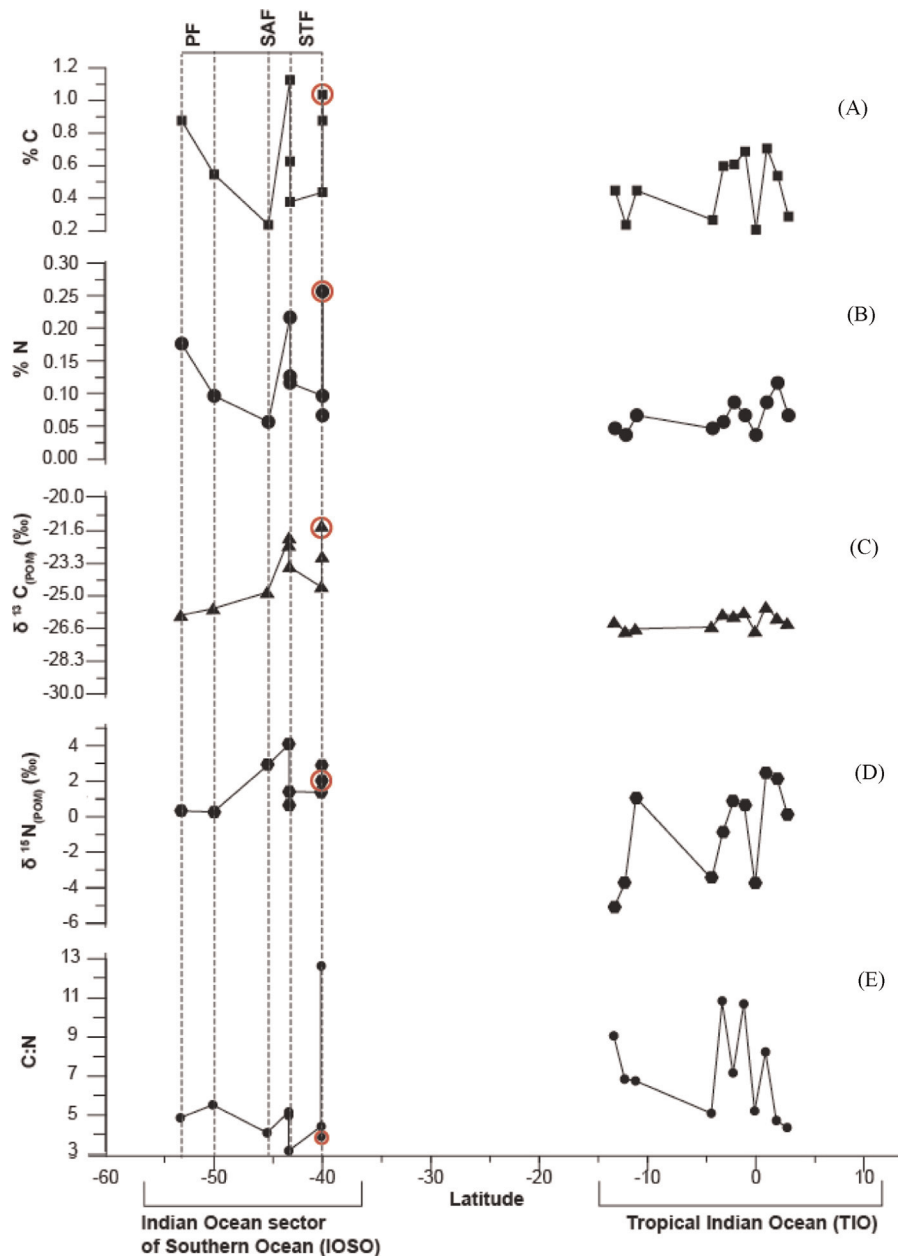 PF
SAF
STF
1.2
1.0
0.8
0.6
0.4
0.2
% C
(A)
0.30
0.25
0.20
0.15
0.10
0.05
0.00
% N
(B)
-20.0
-21.6
-23.3
-25.0
-26.6
-28.3
-30.0
δ 13 C(POM) (‰)
(C)
4
2
0
-2
-4
-6
δ 15 N(POM) (‰)
(D)
13
11
9
7
5
3
C:N
(E)
-60 -50 -40 -30 -20 -10 0
Latitude
Indian Ocean sector
of Southern Ocean (IOSO)
Tropical Indian Ocean (TIO)